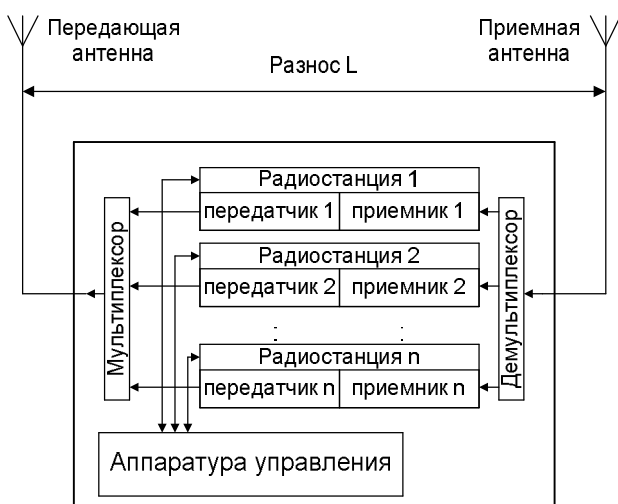 Передающая
антенна
Приемная
антенна
Разнос L
Радиостанция 1
передатчик 1
приемник 1
Радиостанция 2
передатчик 2
приемник 2
Радиостанция n
передатчик n
приемник n
Мультиплексор
Демультиплексор
Аппаратура управления